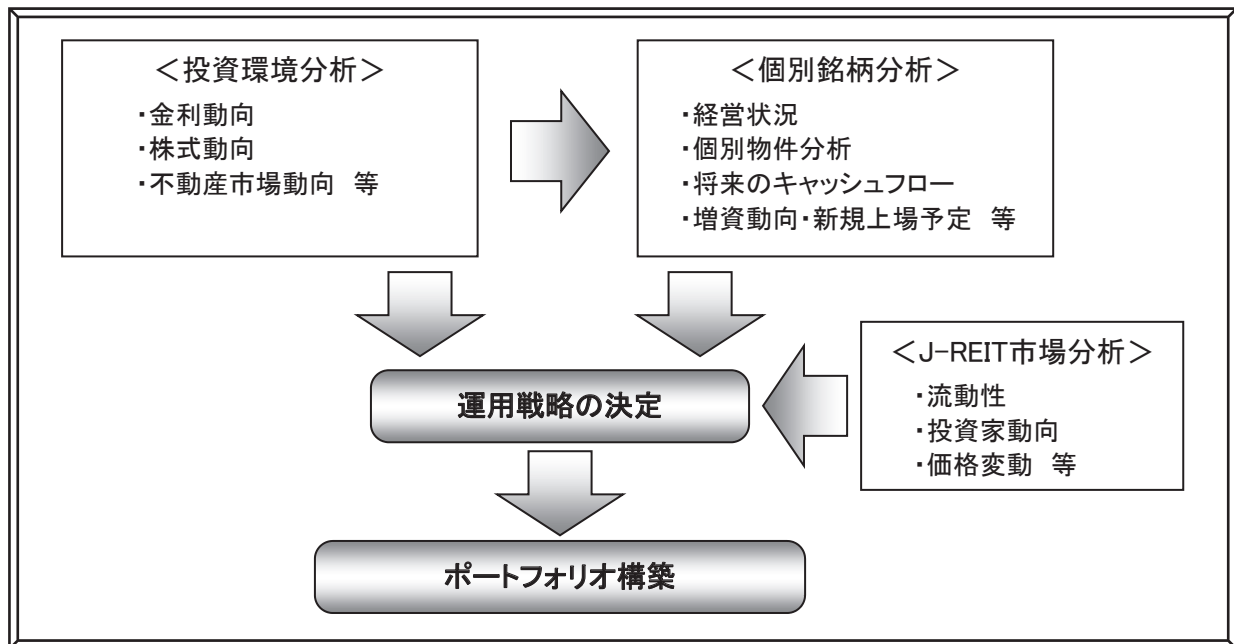 ＜投資環境分析＞
・金利動向
・株式動向
・不動産市場動向　等
＜個別銘柄分析＞
・経営状況
・個別物件分析
・将来のキャッシュフロー
・増資動向・新規上場予定　等
＜J-REIT市場分析＞
・流動性
・投資家動向
・価格変動　等
運用戦略の決定
ポートフォリオ構築